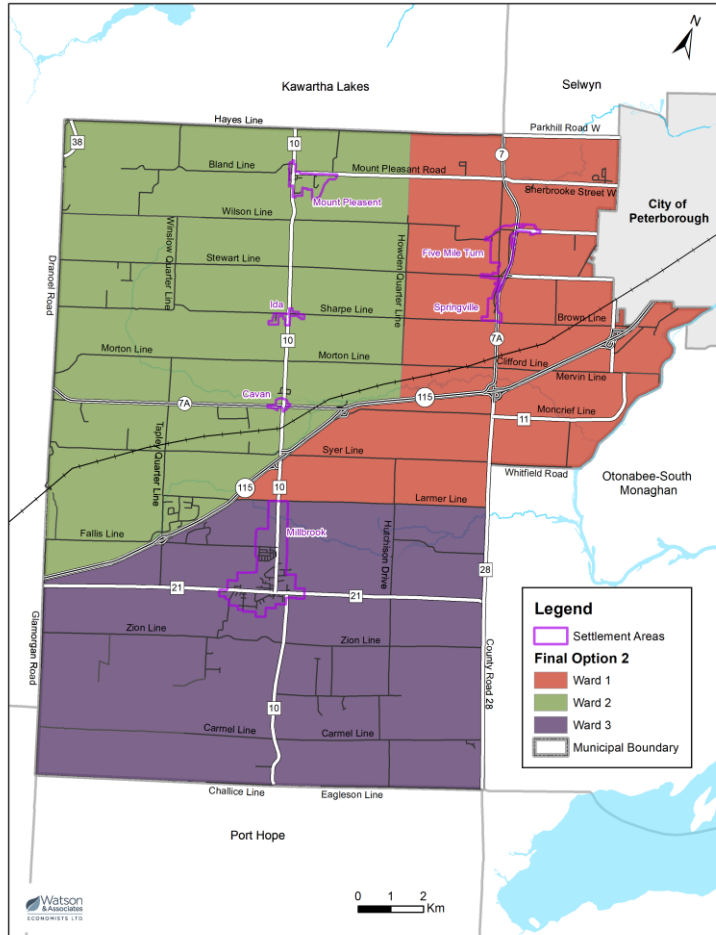 N
Kawartha Lakes
Selwyn
Hayes Line
Parkhill Road W
38
10
7
Bland Line
Mount Pleasant Road
Sherbrooke Street W
Mount Pleasent
City of
Peterborough
Wilson Line
Winslow Quarter Line
Howden Quarter Line
Five Mile Turn
Stewart Line
Dranoel Road
Ida
Sharpe Line
Springville
Brown Line
10
7A
Morton Line
Morton Line
Clifford Line
Mervin Line
Cavan
7A
115
Moncrief Line
11
Tapley Quarter Line
Syer Line
Whitfield Road
Otonabee-South
Monaghan
115
10
Larmer Line
Fallis Line
Millbrook
Hutchison Drive
28
21
21
Glamorgan Road
Zion Line
Zion Line
County Road 28
10
Carmel Line
Carmel Line
Challice Line
Eagleson Line
Port Hope
Legend
Settlement Areas
Final Option 2
Ward 1
Ward 2
Ward 3
Municipal Boundary
Watson
& Associates
ECONOMISTS LTD.
0 1 2
Km